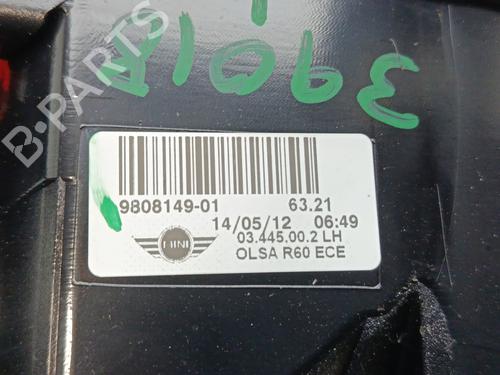 9808149-01 63.21
14/05/12 06:49
03.445.00.2 LH
OLSA R60 ECE
MINI
B-PARTS